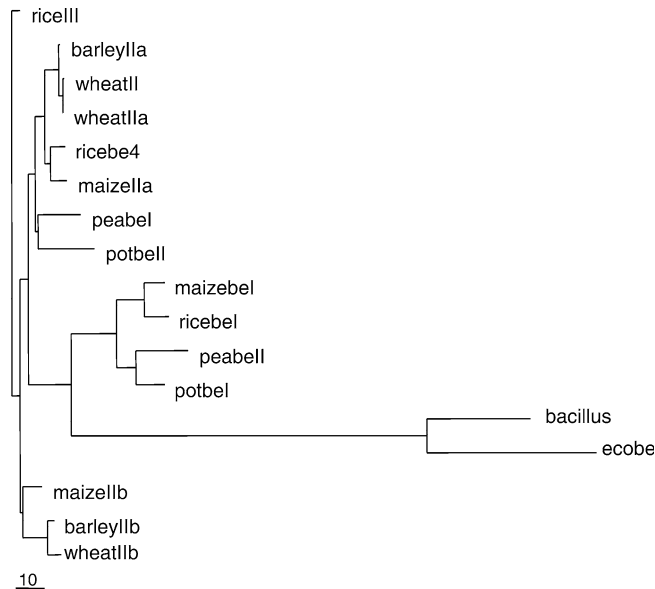 riceIII
barleyIIa
wheatII
wheatIIa
ricebe4
maizeIIa
peabeI
potbeII
maizebeI
ricebeI
peabeII
potbeI
bacillus
ecobe
maizeIIb
barleyIIb
wheatIIb
10